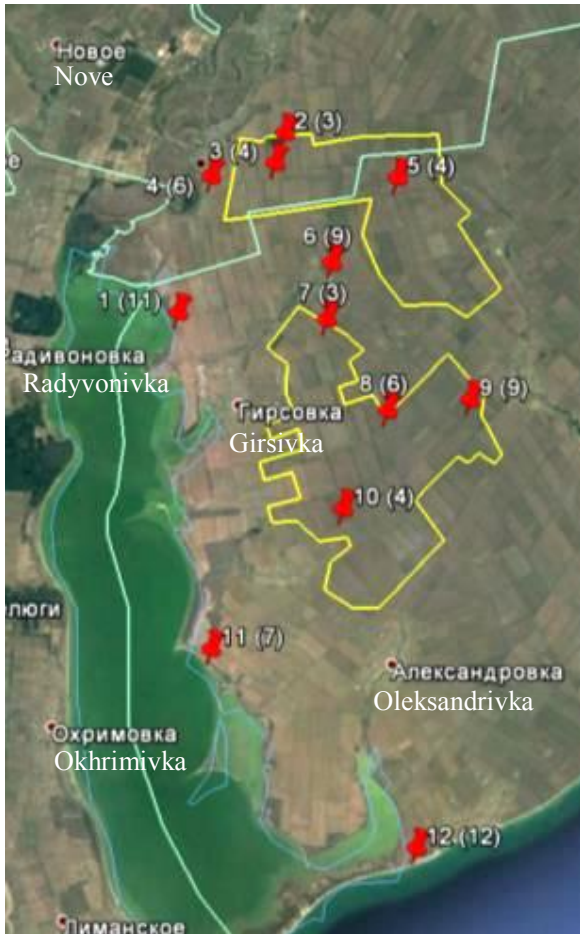 Новое
Nove
2 (3)
3 (4)
4 (6)
5 (4)
6 (9)
1 (11)
7 (3)
Радивоновка
Radyvonivka
8 (6)
9 (9)
Гирсовка
Girsivka
10 (4)
елюги
11 (7)
Александровка
Oleksandrivka
Охримовка
Okhrimivka
12 (12)
Лиманское